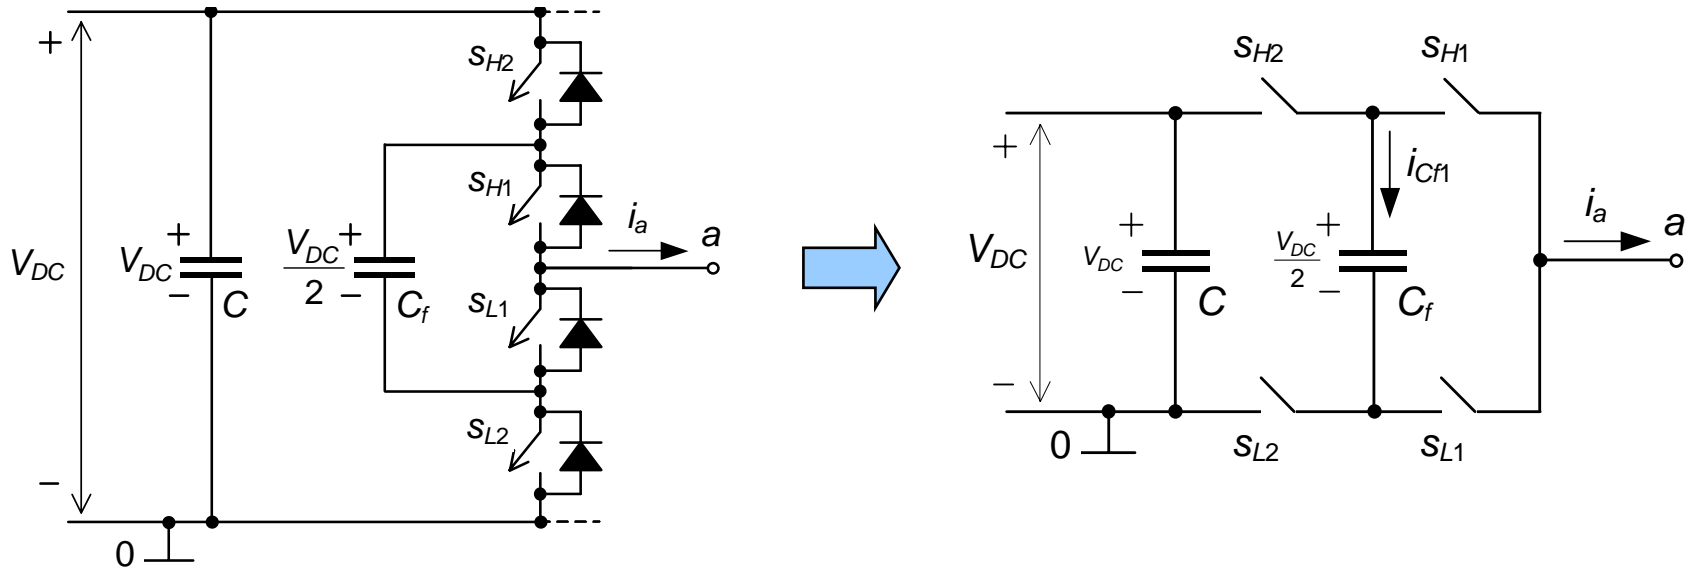 +
s_H2
s_H1
i_a
a
V_DC
V_DC
+
−
C
V_DC
2
+
−
C_f
s_L1
s_L2
−
0
s_H2
s_H1
+
i_Cf1
V_DC
V_DC
+
−
C
V_DC
2
+
−
C_f
i_a
a
−
0
s_L2
s_L1